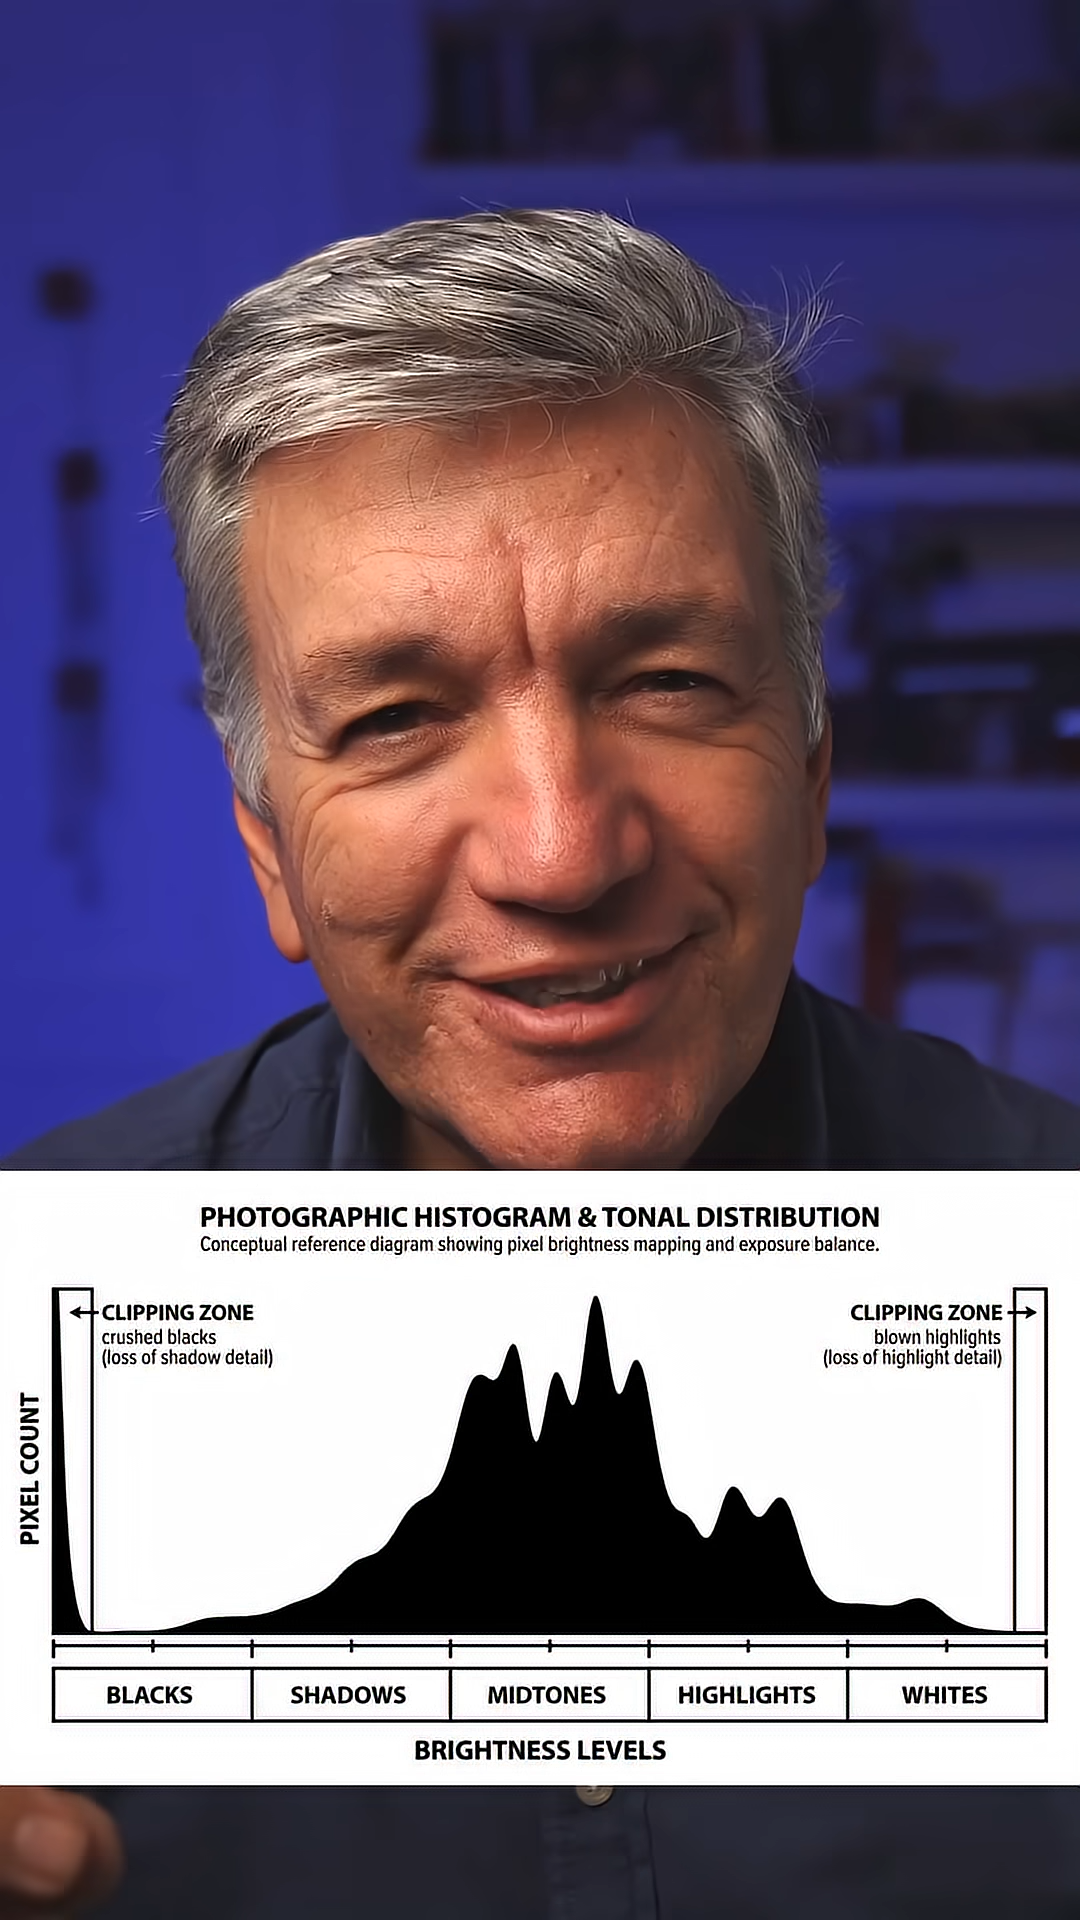 PHOTOGRAPHIC HISTOGRAM & TONAL DISTRIBUTION
Conceptual reference diagram showing pixel brightness mapping and exposure balance.
CLIPPING ZONE
crushed blacks
(loss of shadow detail)
CLIPPING ZONE
blown highlights
(loss of highlight detail)
PIXEL COUNT
BLACKS
SHADOWS
MIDTONES
HIGHLIGHTS
WHITES
BRIGHTNESS LEVELS